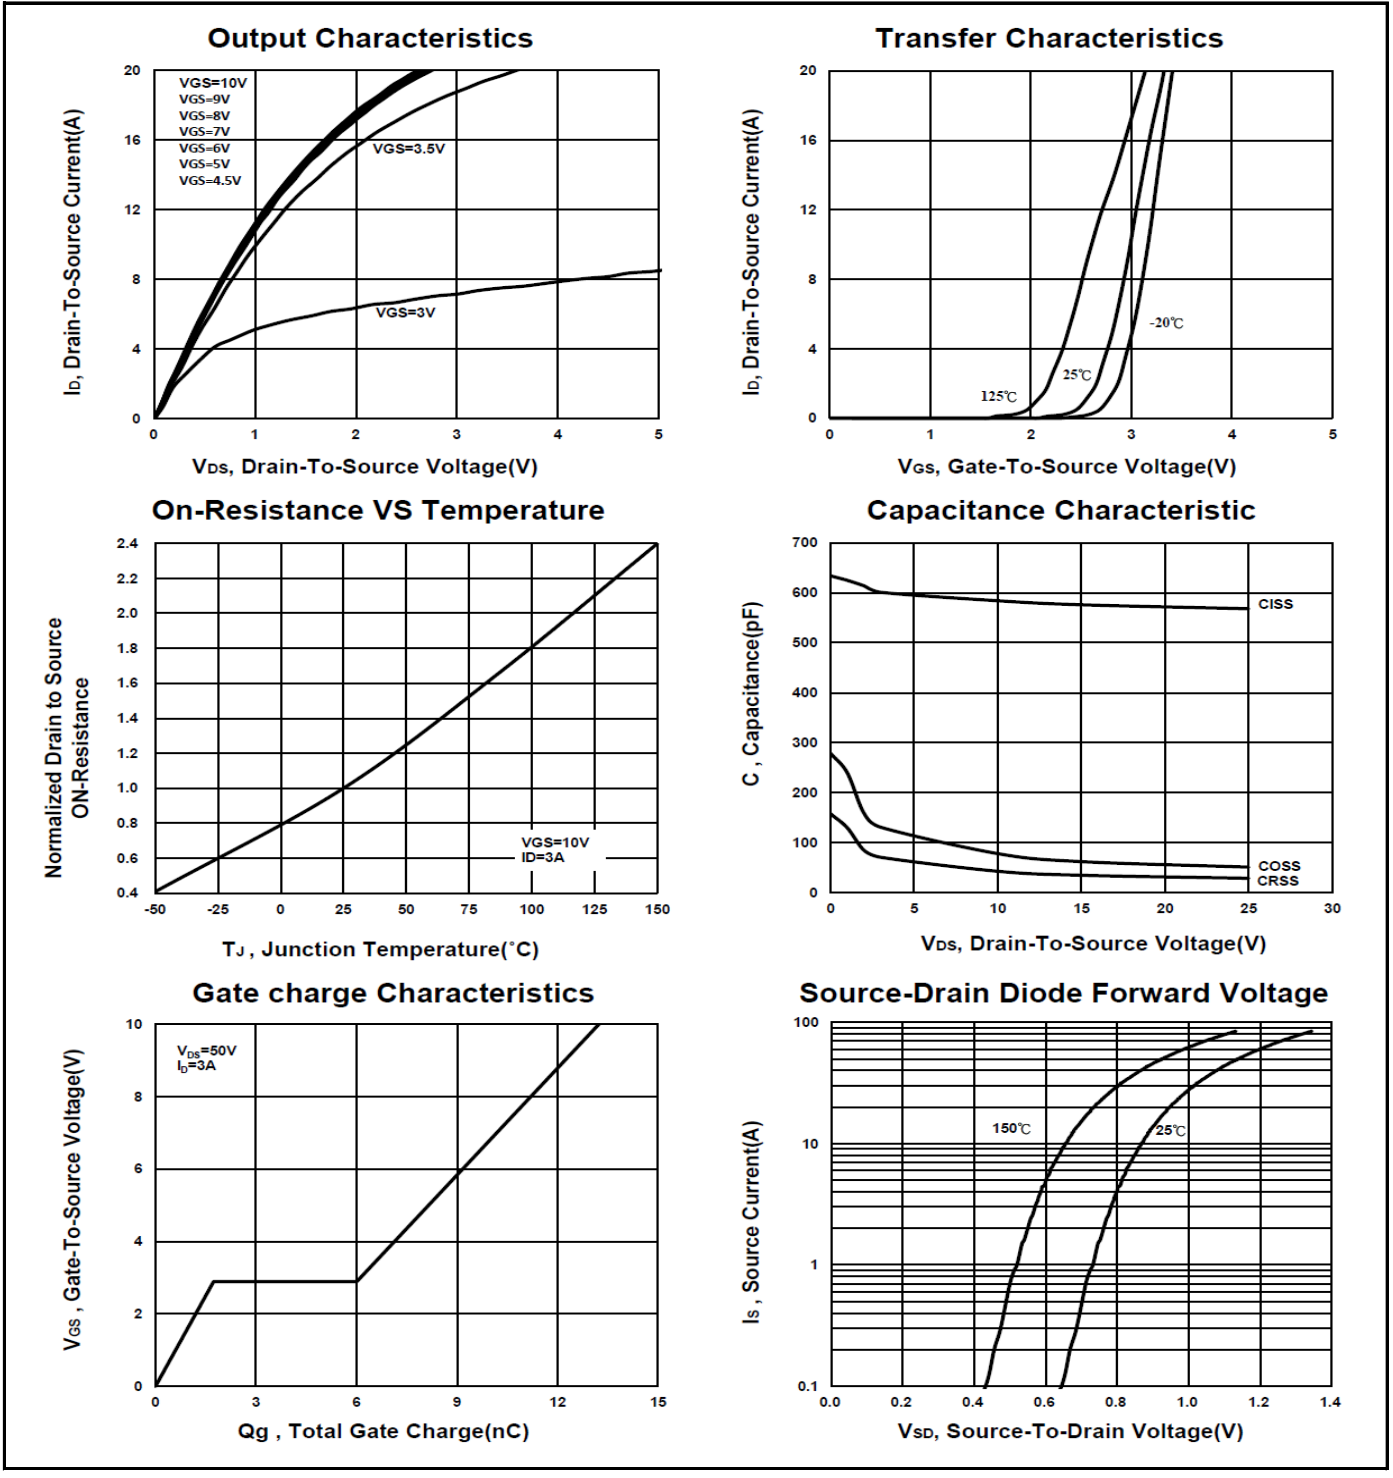 Output Characteristics
20
16
12
8
4
0
ID, Drain-To-Source Current(A)
VGS=10V
VGS=9V
VGS=8V
VGS=7V
VGS=6V
VGS=5V
VGS=4.5V
VGS=3.5V
VGS=3V
0 1 2 3 4 5
VDS, Drain-To-Source Voltage(V)
Transfer Characteristics
20
16
12
8
4
0
ID, Drain-To-Source Current(A)
125℃
25℃
-20℃
0 1 2 3 4 5
VGS, Gate-To-Source Voltage(V)
On-Resistance VS Temperature
2.4
2.2
2.0
1.8
1.6
1.4
1.2
1.0
0.8
0.6
0.4
Normalized Drain to Source
ON-Resistance
VGS=10V
ID=3A
-50 -25 0 25 50 75 100 125 150
TJ , Junction Temperature(˚C)
Capacitance Characteristic
700
600
500
400
300
200
100
0
C , Capacitance(pF)
CISS
COSS
CRSS
0 5 10 15 20 25 30
VDS, Drain-To-Source Voltage(V)
Gate charge Characteristics
10
8
6
4
2
0
VGS , Gate-To-Source Voltage(V)
VDS=50V
ID=3A
0 3 6 9 12 15
Qg , Total Gate Charge(nC)
Source-Drain Diode Forward Voltage
100
10
1
0.1
IS , Source Current(A)
150℃
25℃
0.0 0.2 0.4 0.6 0.8 1.0 1.2 1.4
VSD, Source-To-Drain Voltage(V)